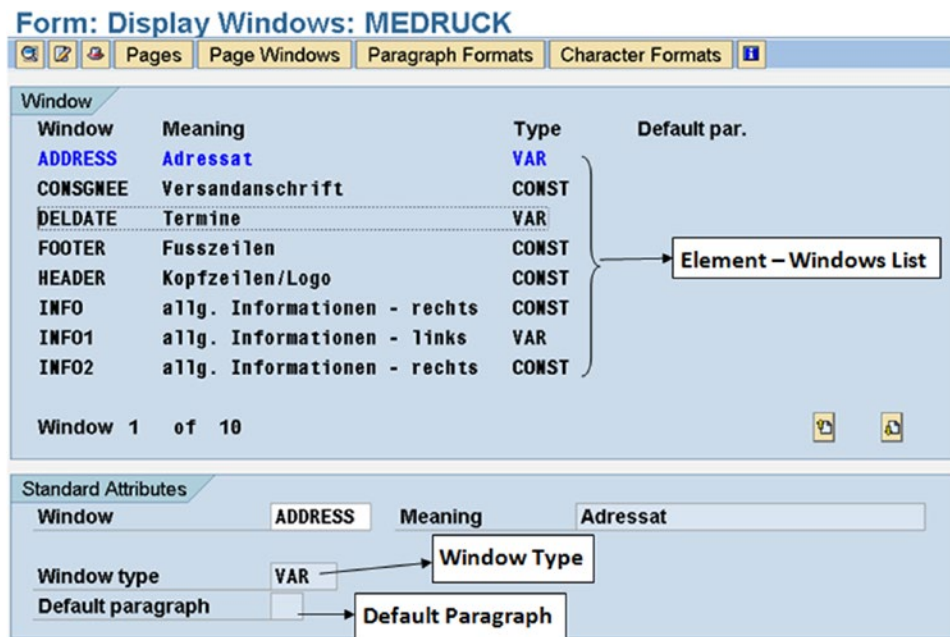 Form: Display Windows: MEDRUCK
Pages Page Windows Paragraph Formats Character Formats
Window
Window Meaning Type Default par.
ADDRESS Adressat VAR
CONSGNEE Versandanschrift CONST
DELDATE Termine VAR
FOOTER Fusszeilen CONST
HEADER Kopfzeilen/Logo CONST
INFO allg. Informationen - rechts CONST
INFO1 allg. Informationen - links VAR
INFO2 allg. Informationen - rechts CONST
Element – Windows List
Window 1 of 10
Standard Attributes
Window ADDRESS Meaning Adressat
Window type VAR
Window Type
Default paragraph
Default Paragraph